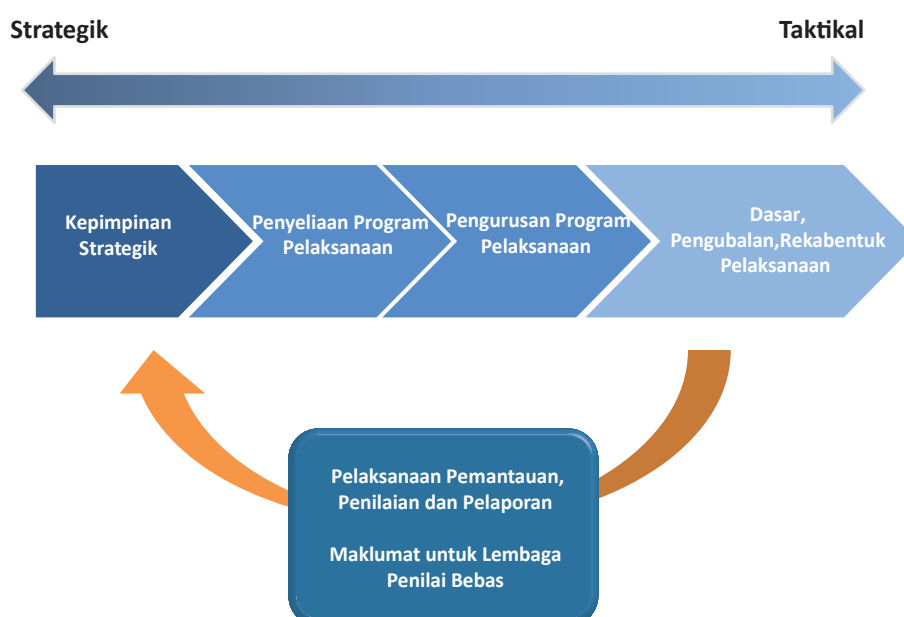 Strategik
Taktikal
Kepimpinan
Strategik
Penyeliaan Program
Pelaksanaan
Pengurusan Program
Pelaksanaan
Dasar,
Pengubalan,Rekabentuk
Pelaksanaan
Pelaksanaan Pemantauan,
Penilaian dan Pelaporan
Maklumat untuk Lembaga
Penilai Bebas